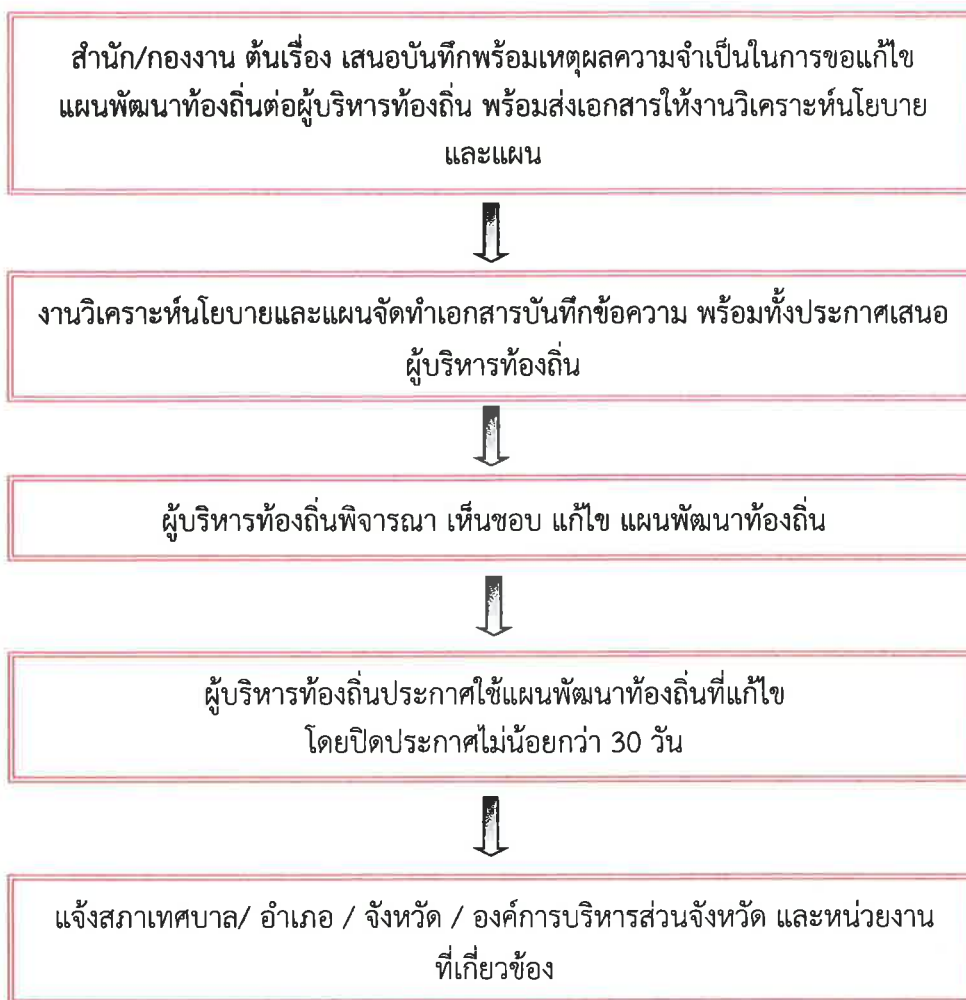 สำนัก/กองงาน ต้นเรื่อง เสนอบันทึกพร้อมเหตุผลความจำเป็นในการขอแก้ไข
แผนพัฒนาท้องถิ่นต่อผู้บริหารท้องถิ่น พร้อมส่งเอกสารให้งานวิเคราะห์นโยบาย
และแผน
งานวิเคราะห์นโยบายและแผนจัดทำเอกสารบันทึกข้อความ พร้อมทั้งประกาศเสนอ
ผู้บริหารท้องถิ่น
ผู้บริหารท้องถิ่นพิจารณา เห็นชอบ แก้ไข แผนพัฒนาท้องถิ่น
ผู้บริหารท้องถิ่นประกาศใช้แผนพัฒนาท้องถิ่นที่แก้ไข
โดยปิดประกาศไม่น้อยกว่า 30 วัน
แจ้งสภาเทศบาล/ อำเภอ / จังหวัด / องค์การบริหารส่วนจังหวัด และหน่วยงาน
ที่เกี่ยวข้อง